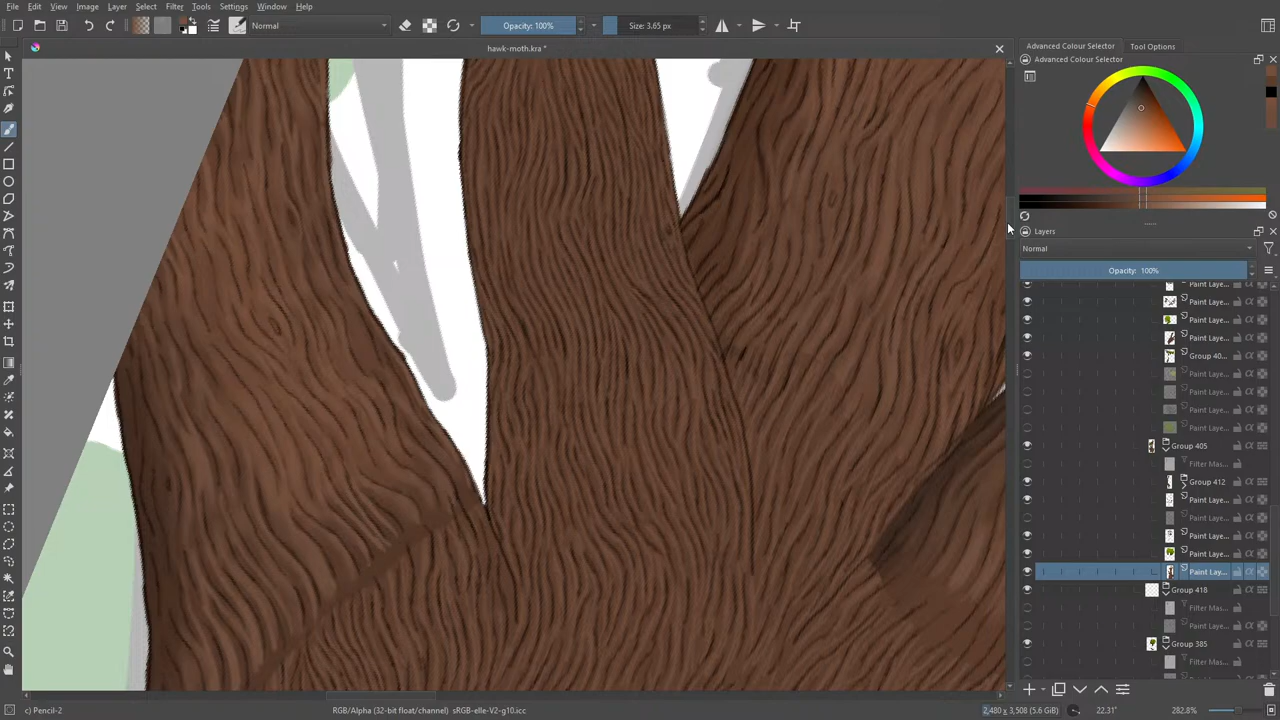 File Edit View Image Layer Select Filter Tools Settings Window Help
Normal Opacity: 100% Size: 3.65 px
hawk-moth.kra *
Advanced Colour Selector Tool Options
Advanced Colour Selector
Layers
Normal
Opacity: 100%
Paint Laye...
Paint Laye...
Paint Laye...
Paint Laye...
Group 40...
Paint Laye...
Paint Laye...
Paint Laye...
Paint Laye...
Group 405
Filter Mas...
Group 412
Paint Laye...
Paint Laye...
Paint Laye...
Paint Laye...
Paint Lay...
Group 418
Filter Mas...
Paint Laye...
Group 385
Filter Mas...
c) Pencil-2 RGB/Alpha (32-bit float/channel) sRGB-elle-V2-g10.icc 2,480 x 3,508 (5.6 GiB) 22.31° 282.8%